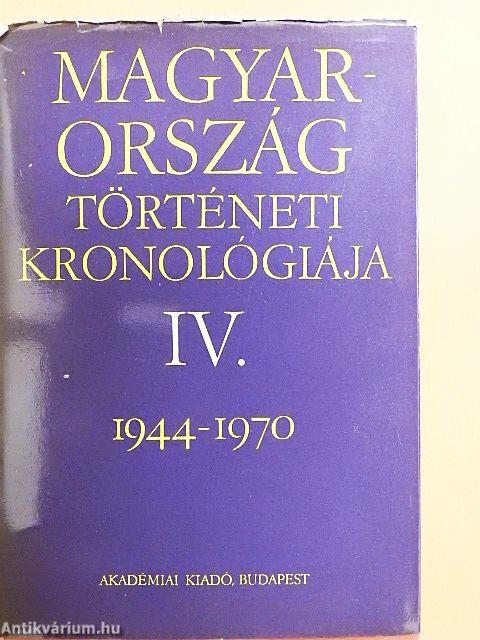 MAGYAR-
ORSZÁG
TÖRTÉNETI
KRONOLÓGIÁJA
IV.
1944-1970
AKADÉMIAI KIADÓ, BUDAPEST
Antikvárium.hu